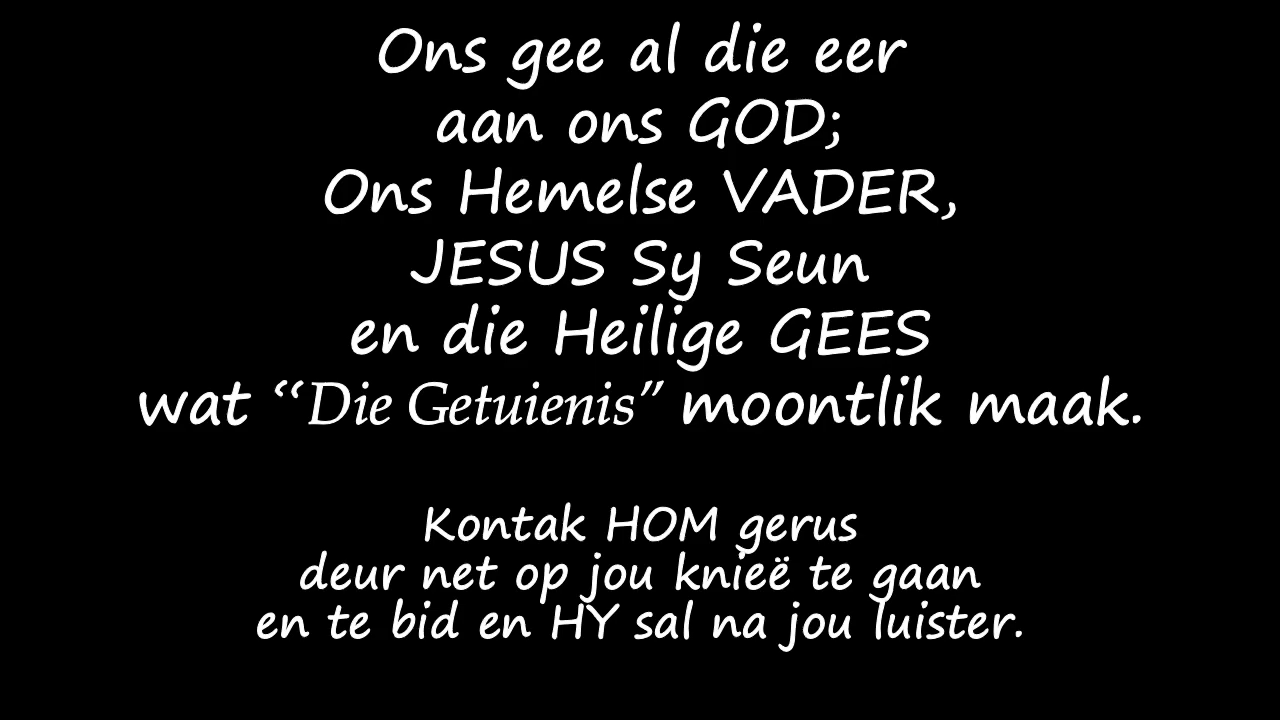 Ons gee al die eer
aan ons GOD;
Ons Hemelse VADER,
JESUS Sy Seun
en die Heilige GEES
wat “Die Getuienis” moontlik maak.
Kontak HOM gerus
deur net op jou knieë te gaan
en te bid en HY sal na jou luister.